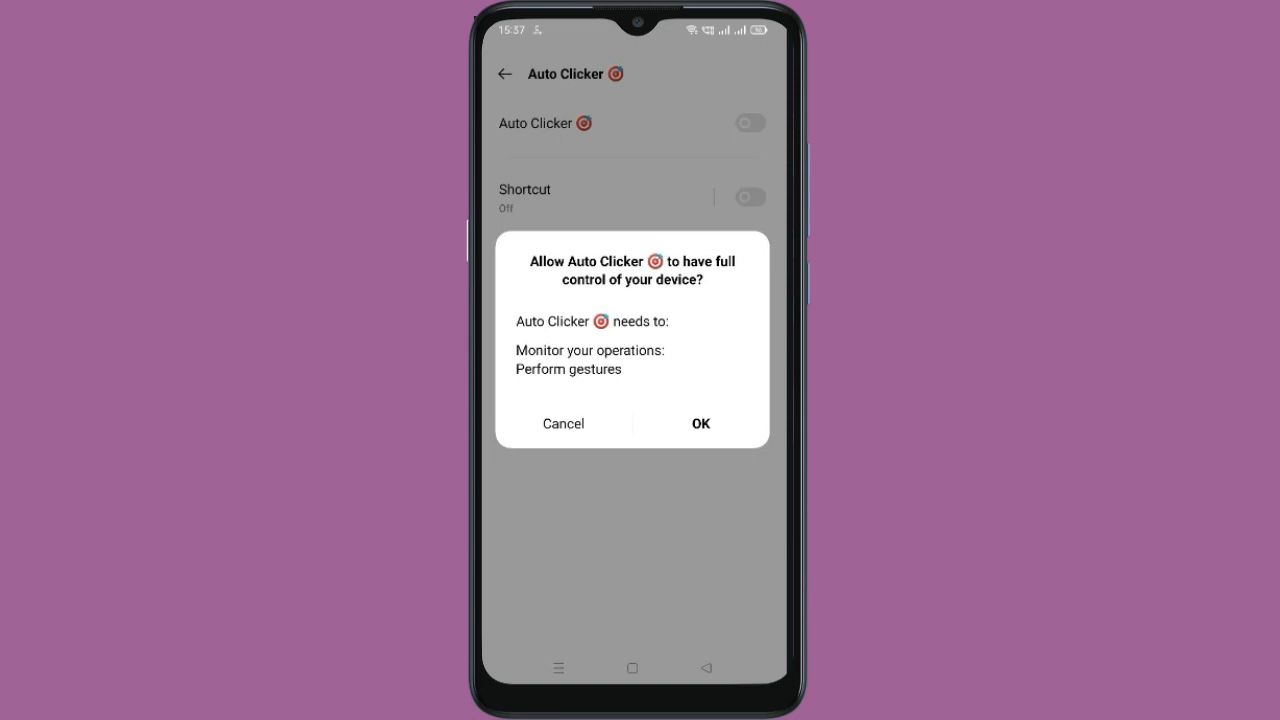 15:37
Auto Clicker 🎯
Auto Clicker 🎯
Shortcut
Off
Allow Auto Clicker 🎯 to have full
control of your device?
Auto Clicker 🎯 needs to:
Monitor your operations:
Perform gestures
Cancel OK